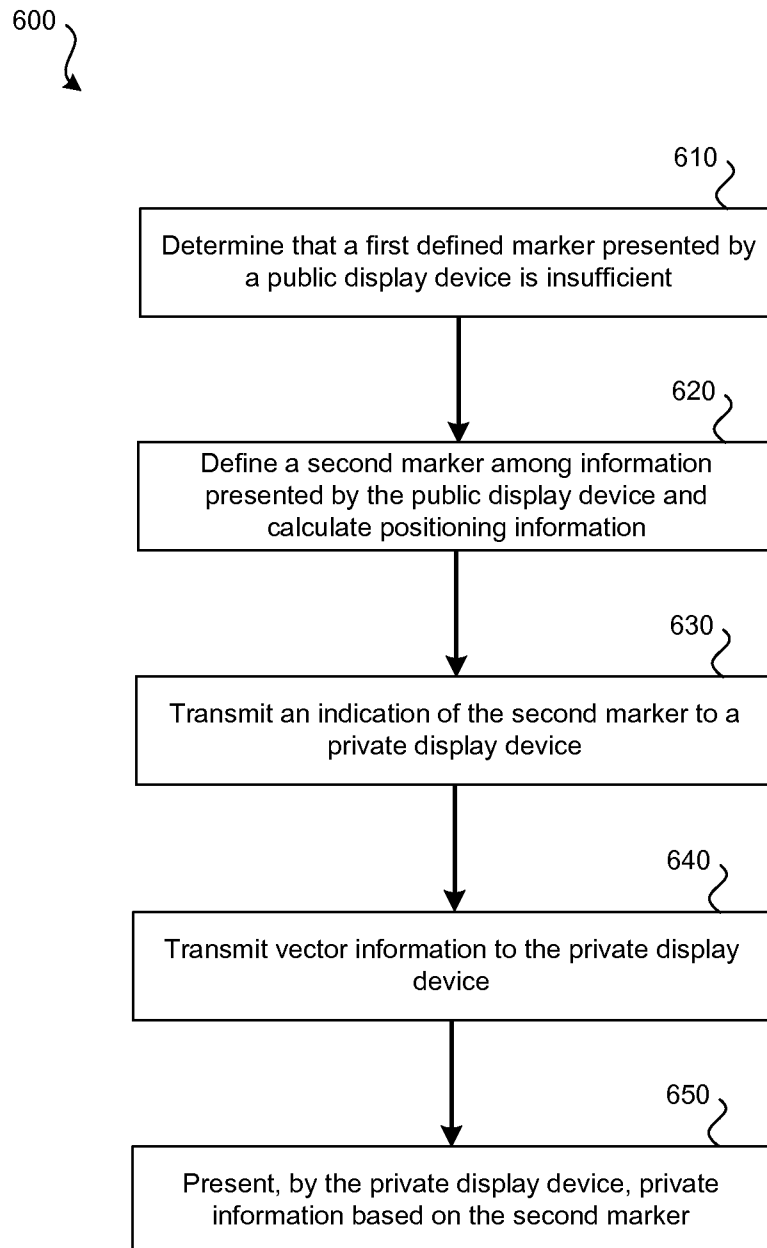 600
610
Determine that a first defined marker presented by
a public display device is insufficient
620
Define a second marker among information
presented by the public display device and
calculate positioning information
630
Transmit an indication of the second marker to a
private display device
640
Transmit vector information to the private display
device
650
Present, by the private display device, private
information based on the second marker